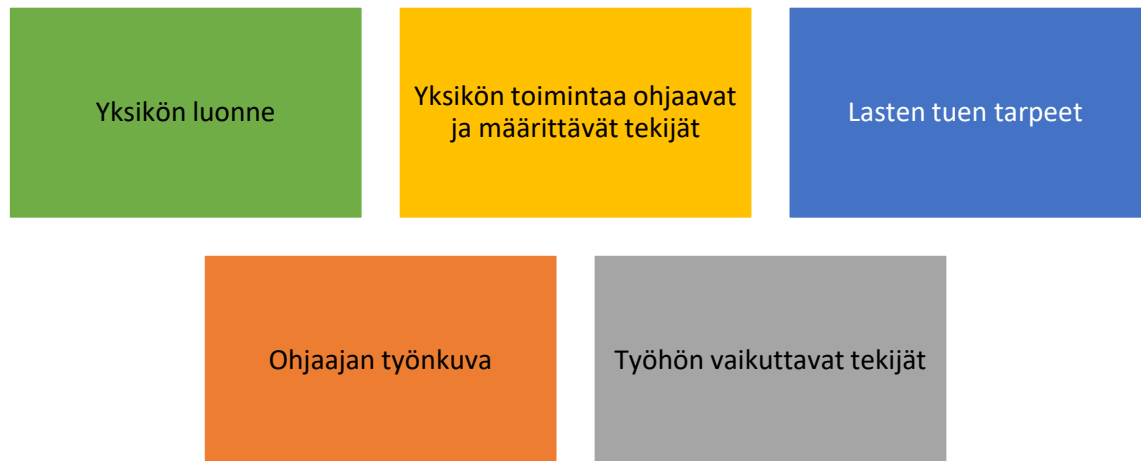 Yksikön luonne
Yksikön toimintaa ohjaavat
ja määrittävät tekijät
Lasten tuen tarpeet
Ohjaajan työnkuva
Työhön vaikuttavat tekijät